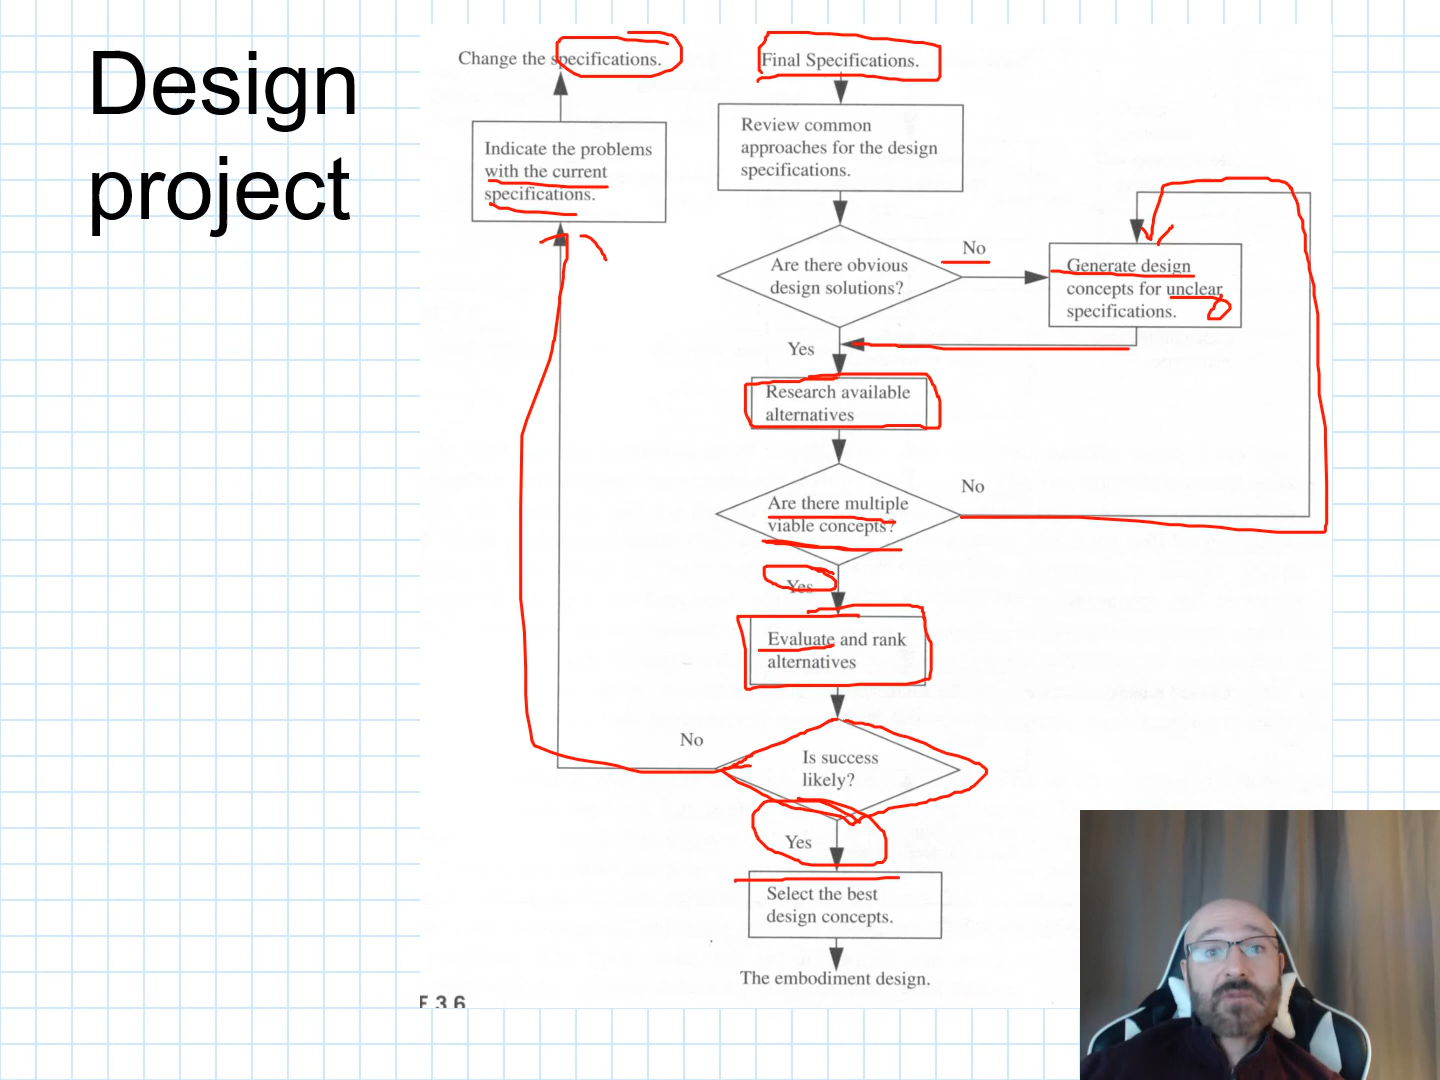 Design
project
Change the specifications.
Final Specifications.
Indicate the problems
with the current
specifications.
Review common
approaches for the design
specifications.
Are there obvious
design solutions?
No
Generate design
concepts for unclear
specifications.
Yes
Research available
alternatives
Are there multiple
viable concepts?
No
Yes
Evaluate and rank
alternatives
Is success
likely?
No
Yes
Select the best
design concepts.
The embodiment design.
E 3.6